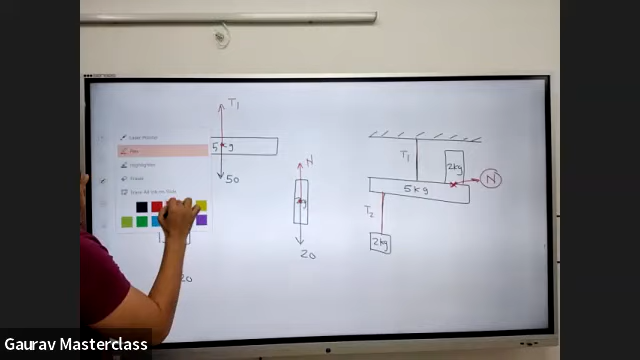 T1
Laser Pointer
Pen
Highlighter
Eraser
5kg
50
N
2kg
20
20
T1
2kg
5kg
N
T2
2kg
Gaurav Masterclass